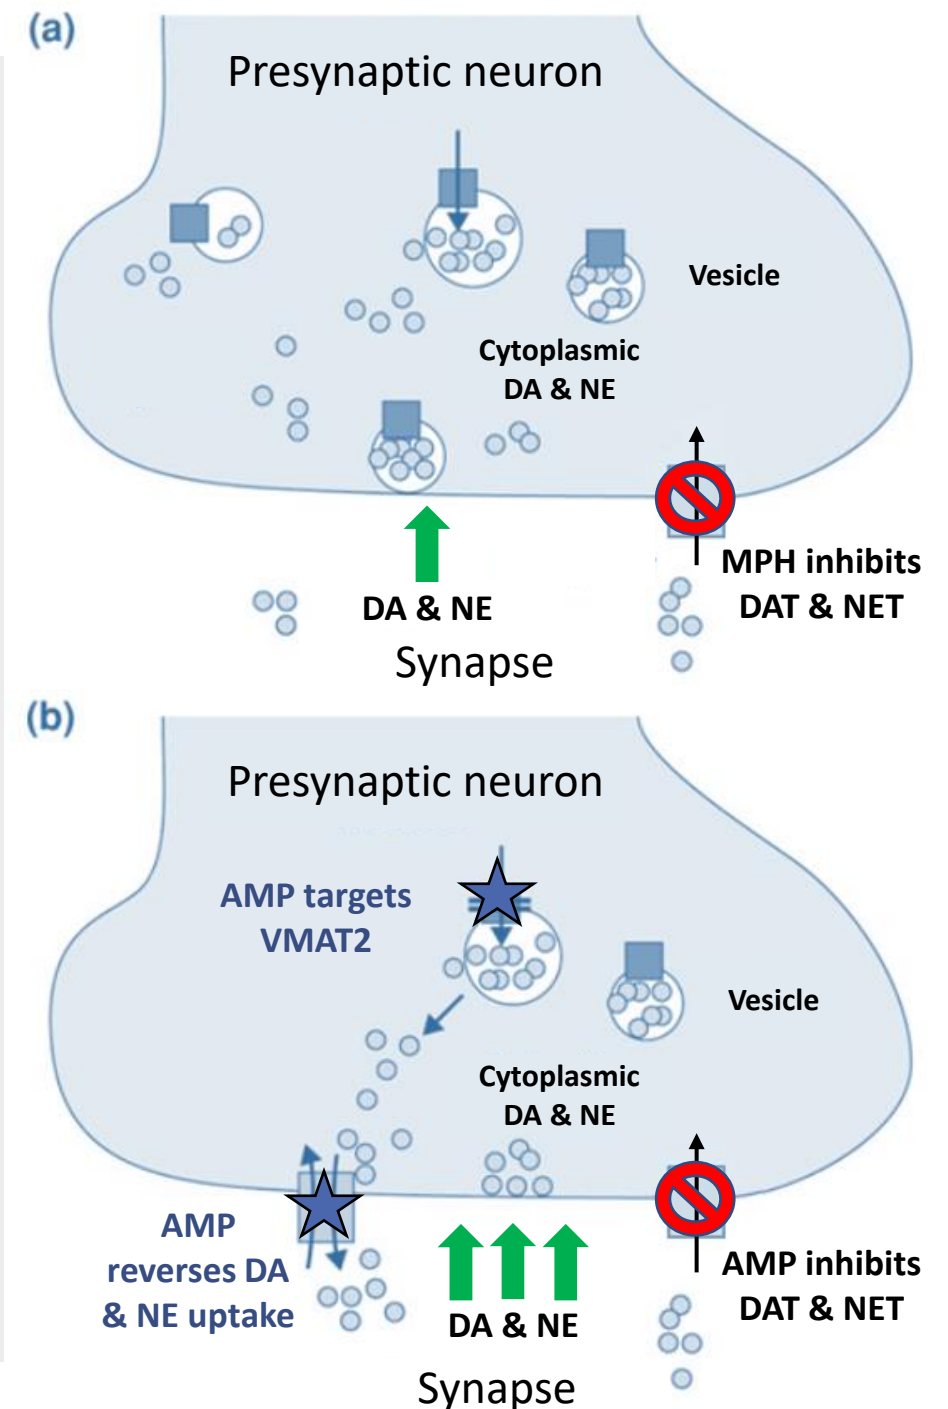 (a)
Presynaptic neuron
Vesicle
Cytoplasmic
DA & NE
MPH inhibits
DAT & NET
DA & NE
Synapse
(b)
Presynaptic neuron
AMP targets
VMAT2
Vesicle
Cytoplasmic
DA & NE
AMP
reverses DA
& NE uptake
DA & NE
AMP inhibits
DAT & NET
Synapse